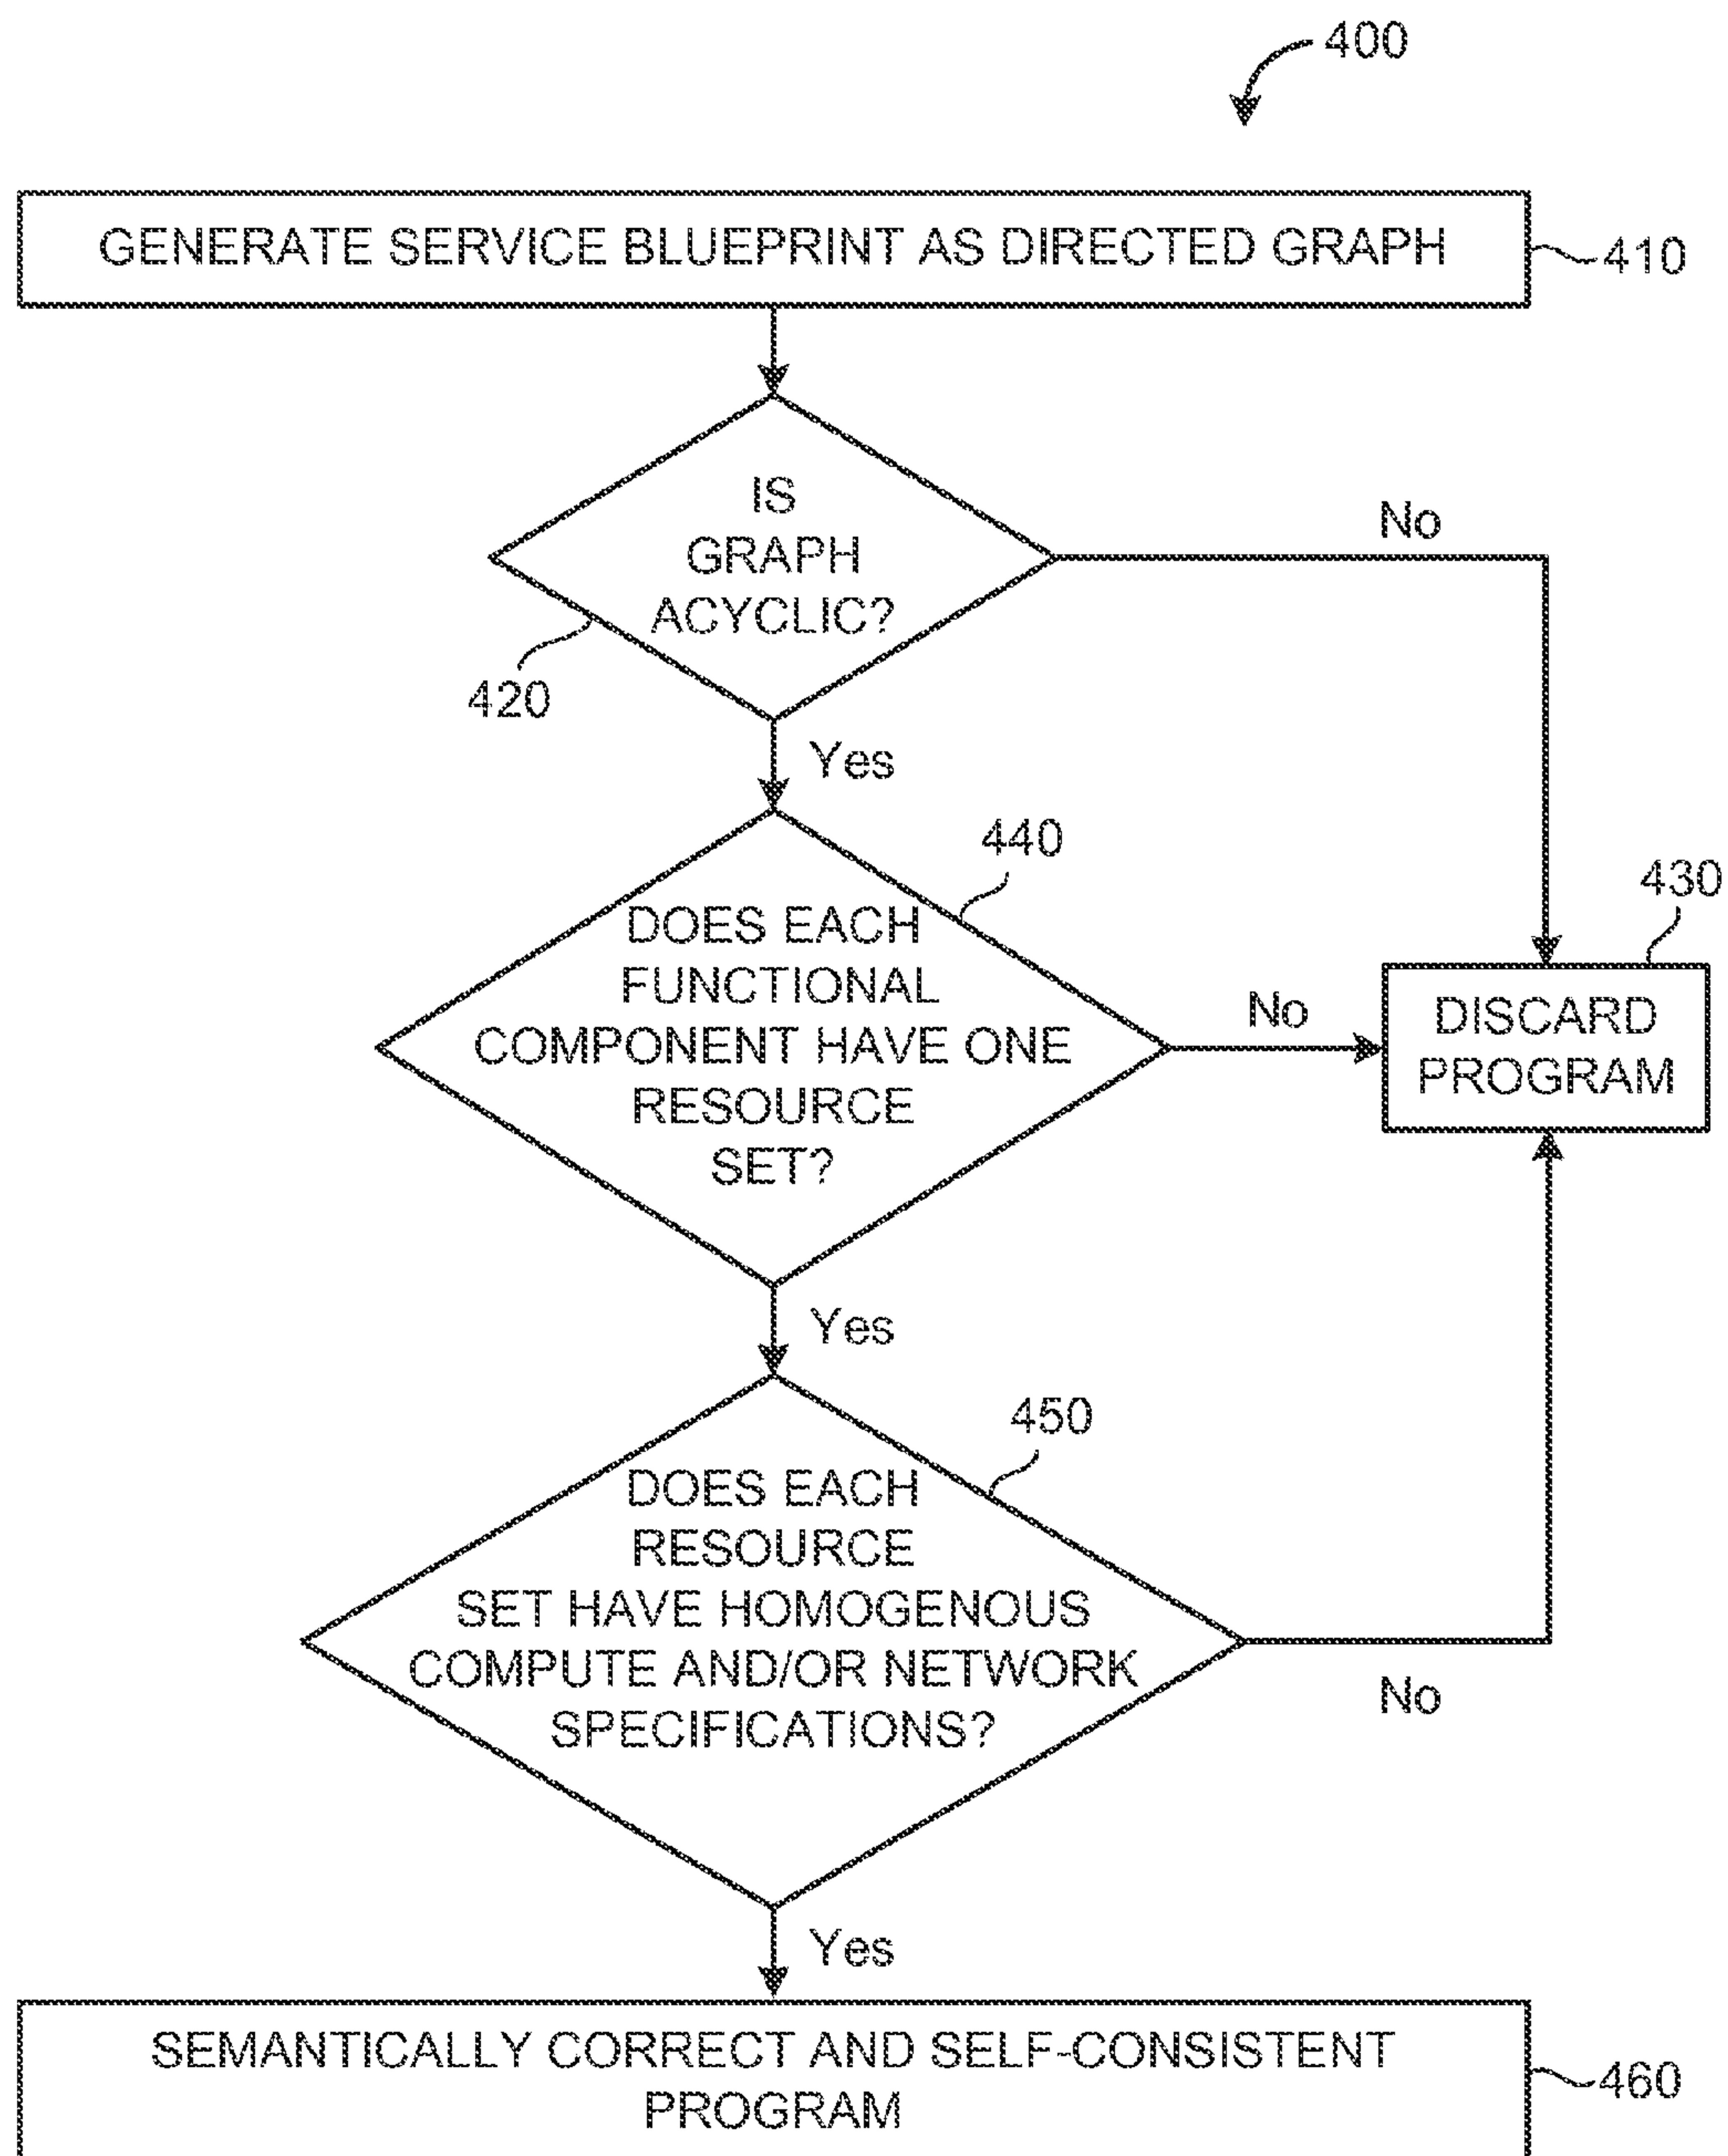 400
GENERATE SERVICE BLUEPRINT AS DIRECTED GRAPH
410
IS
GRAPH
ACYCLIC?
No
420
Yes
440
430
DOES EACH
FUNCTIONAL
COMPONENT HAVE ONE
RESOURCE
SET?
No
DISCARD
PROGRAM
Yes
450
DOES EACH
RESOURCE
SET HAVE HOMOGENOUS
COMPUTE AND/OR NETWORK
SPECIFICATIONS?
No
Yes
SEMANTICALLY CORRECT AND SELF-CONSISTENT
PROGRAM
460